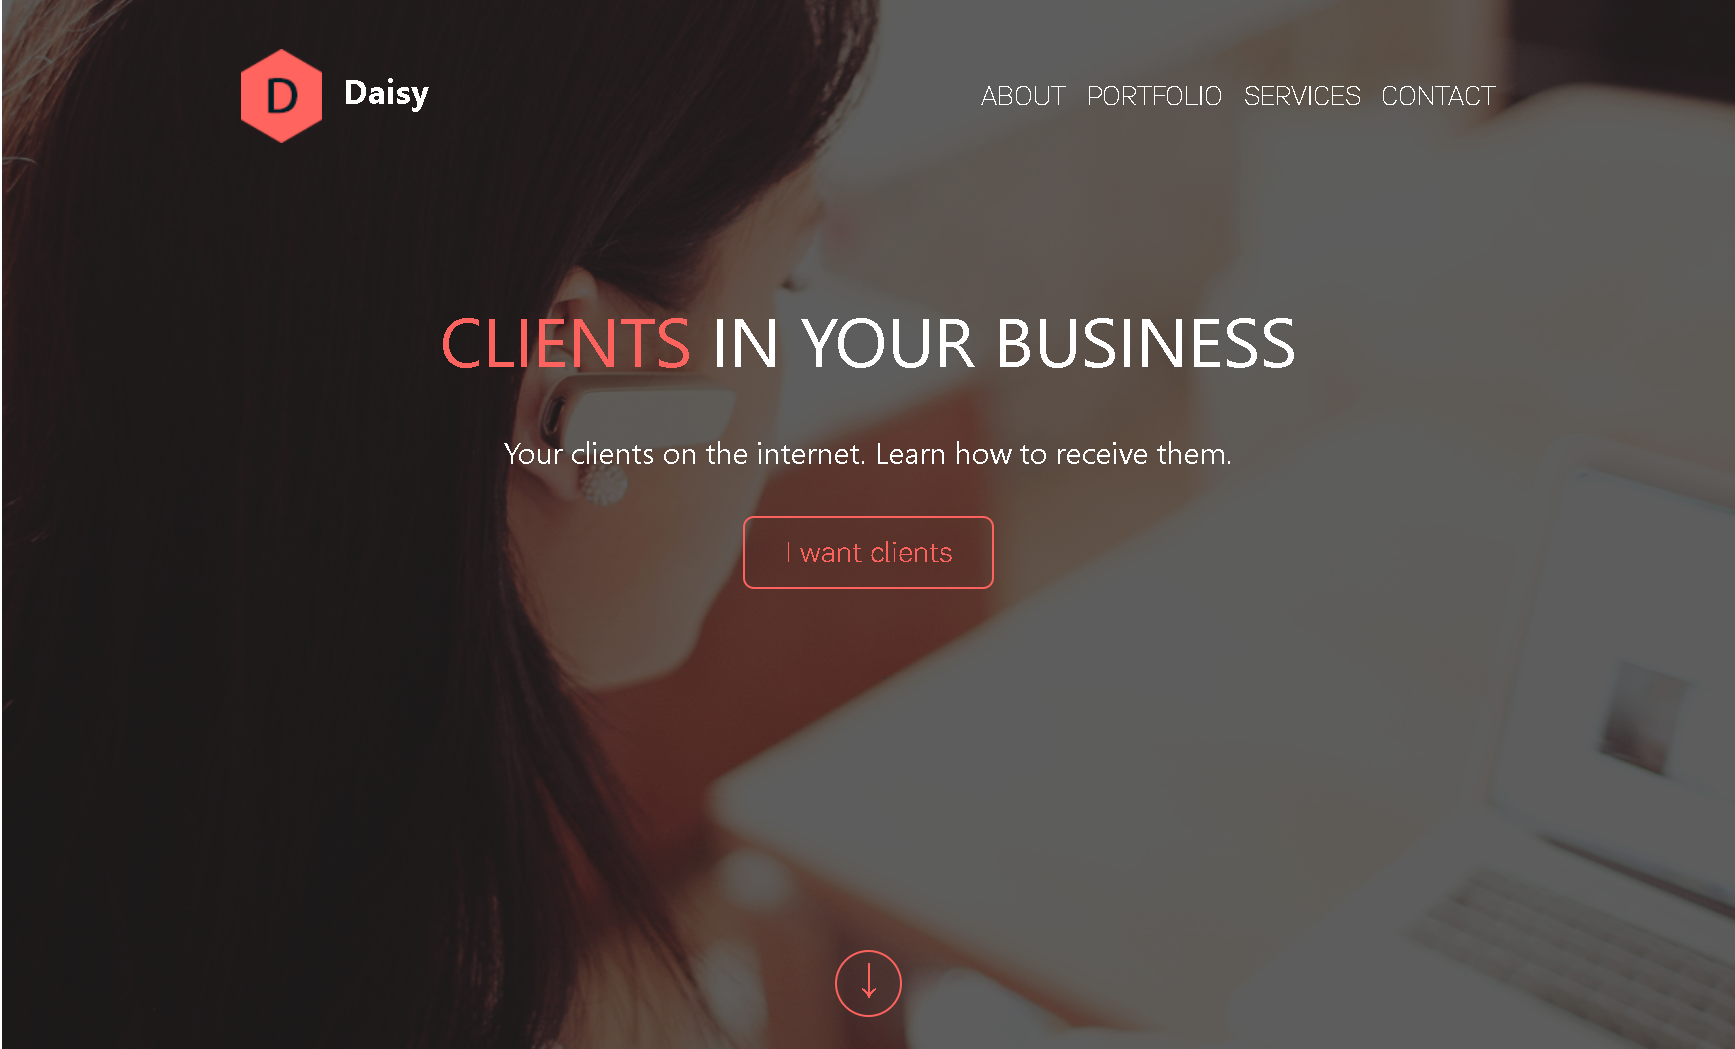 D Daisy
ABOUT PORTFOLIO SERVICES CONTACT
CLIENTS IN YOUR BUSINESS
Your clients on the internet. Learn how to receive them.
I want clients